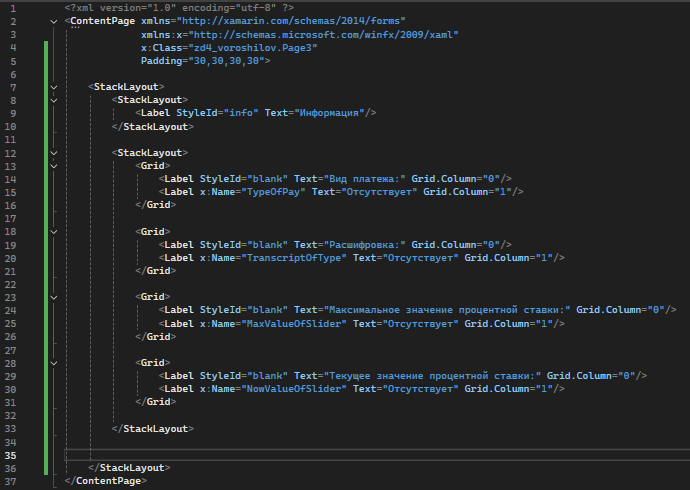 1 <?xml version="1.0" encoding="utf-8" ?>
2 <ContentPage xmlns="http://xamarin.com/schemas/2014/forms"
3 xmlns:x="http://schemas.microsoft.com/winfx/2009/xaml"
4 x:Class="zd4_voroshilov.Page3"
5 Padding="30,30,30,30">
6
7 <StackLayout>
8 <StackLayout>
9 <Label StyleId="info" Text="Информация"/>
10 </StackLayout>
11
12 <StackLayout>
13 <Grid>
14 <Label StyleId="blank" Text="Вид платежа:" Grid.Column="0"/>
15 <Label x:Name="TypeOfPay" Text="Отсутствует" Grid.Column="1"/>
16 </Grid>
17
18 <Grid>
19 <Label StyleId="blank" Text="Расшифровка:" Grid.Column="0"/>
20 <Label x:Name="TranscriptOfType" Text="Отсутствует" Grid.Column="1"/>
21 </Grid>
22
23 <Grid>
24 <Label StyleId="blank" Text="Максимальное значение процентной ставки:" Grid.Column="0"/>
25 <Label x:Name="MaxValueOfSlider" Text="Отсутствует" Grid.Column="1"/>
26 </Grid>
27
28 <Grid>
29 <Label StyleId="blank" Text="Текущее значение процентной ставки:" Grid.Column="0"/>
30 <Label x:Name="NowValueOfSlider" Text="Отсутствует" Grid.Column="1"/>
31 </Grid>
32
33 </StackLayout>
34
35
36 </StackLayout>
37 </ContentPage>